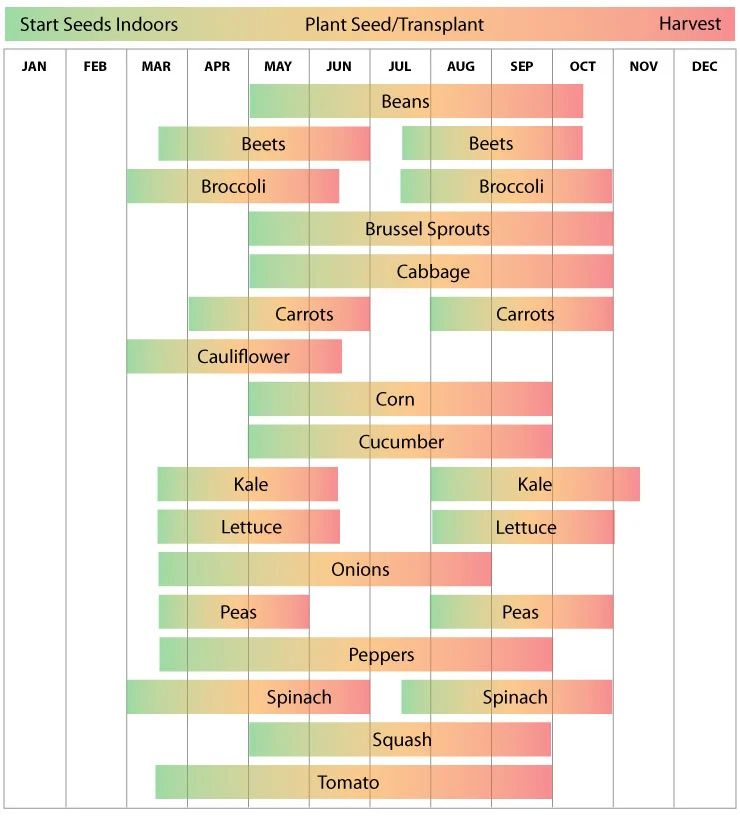 Start Seeds Indoors Plant Seed/Transplant Harvest
JAN FEB MAR APR MAY JUN JUL AUG SEP OCT NOV DEC
Beans
Beets Beets
Broccoli Broccoli
Brussel Sprouts
Cabbage
Carrots Carrots
Cauliflower
Corn
Cucumber
Kale Kale
Lettuce Lettuce
Onions
Peas Peas
Peppers
Spinach Spinach
Squash
Tomato